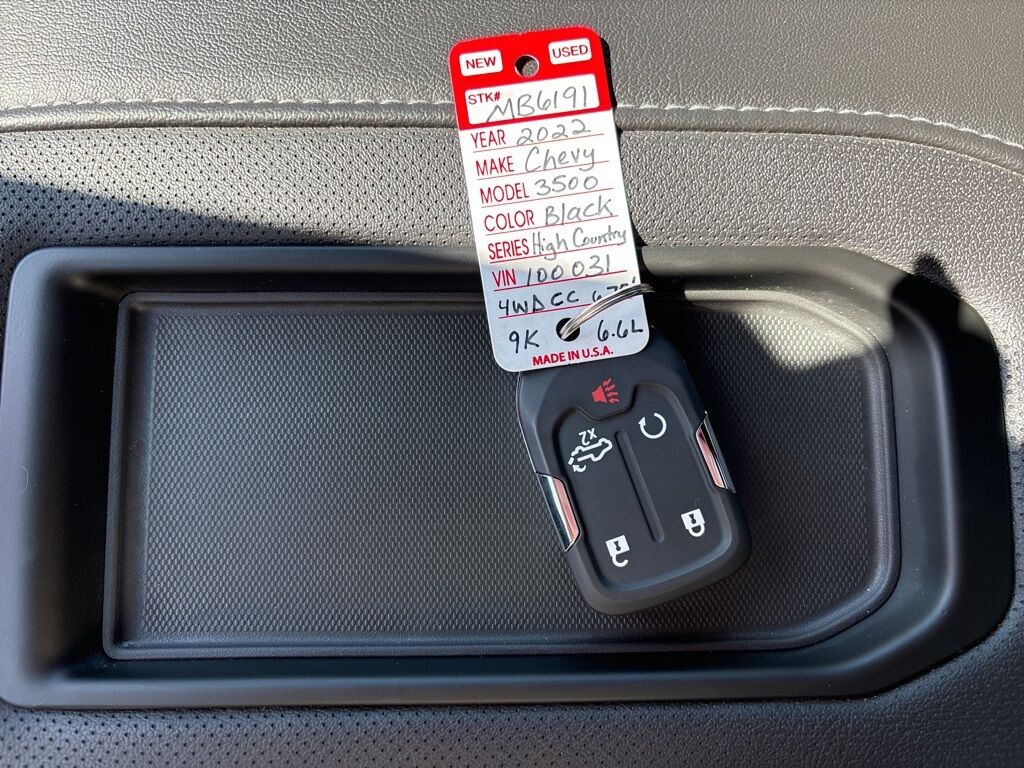 NEW USED
STK# MB6191
YEAR 2022
MAKE Chevy
MODEL 3500
COLOR Black
SERIES High Country
VIN 100031
4WD CC
9K 6.6L
MADE IN U.S.A.
X2